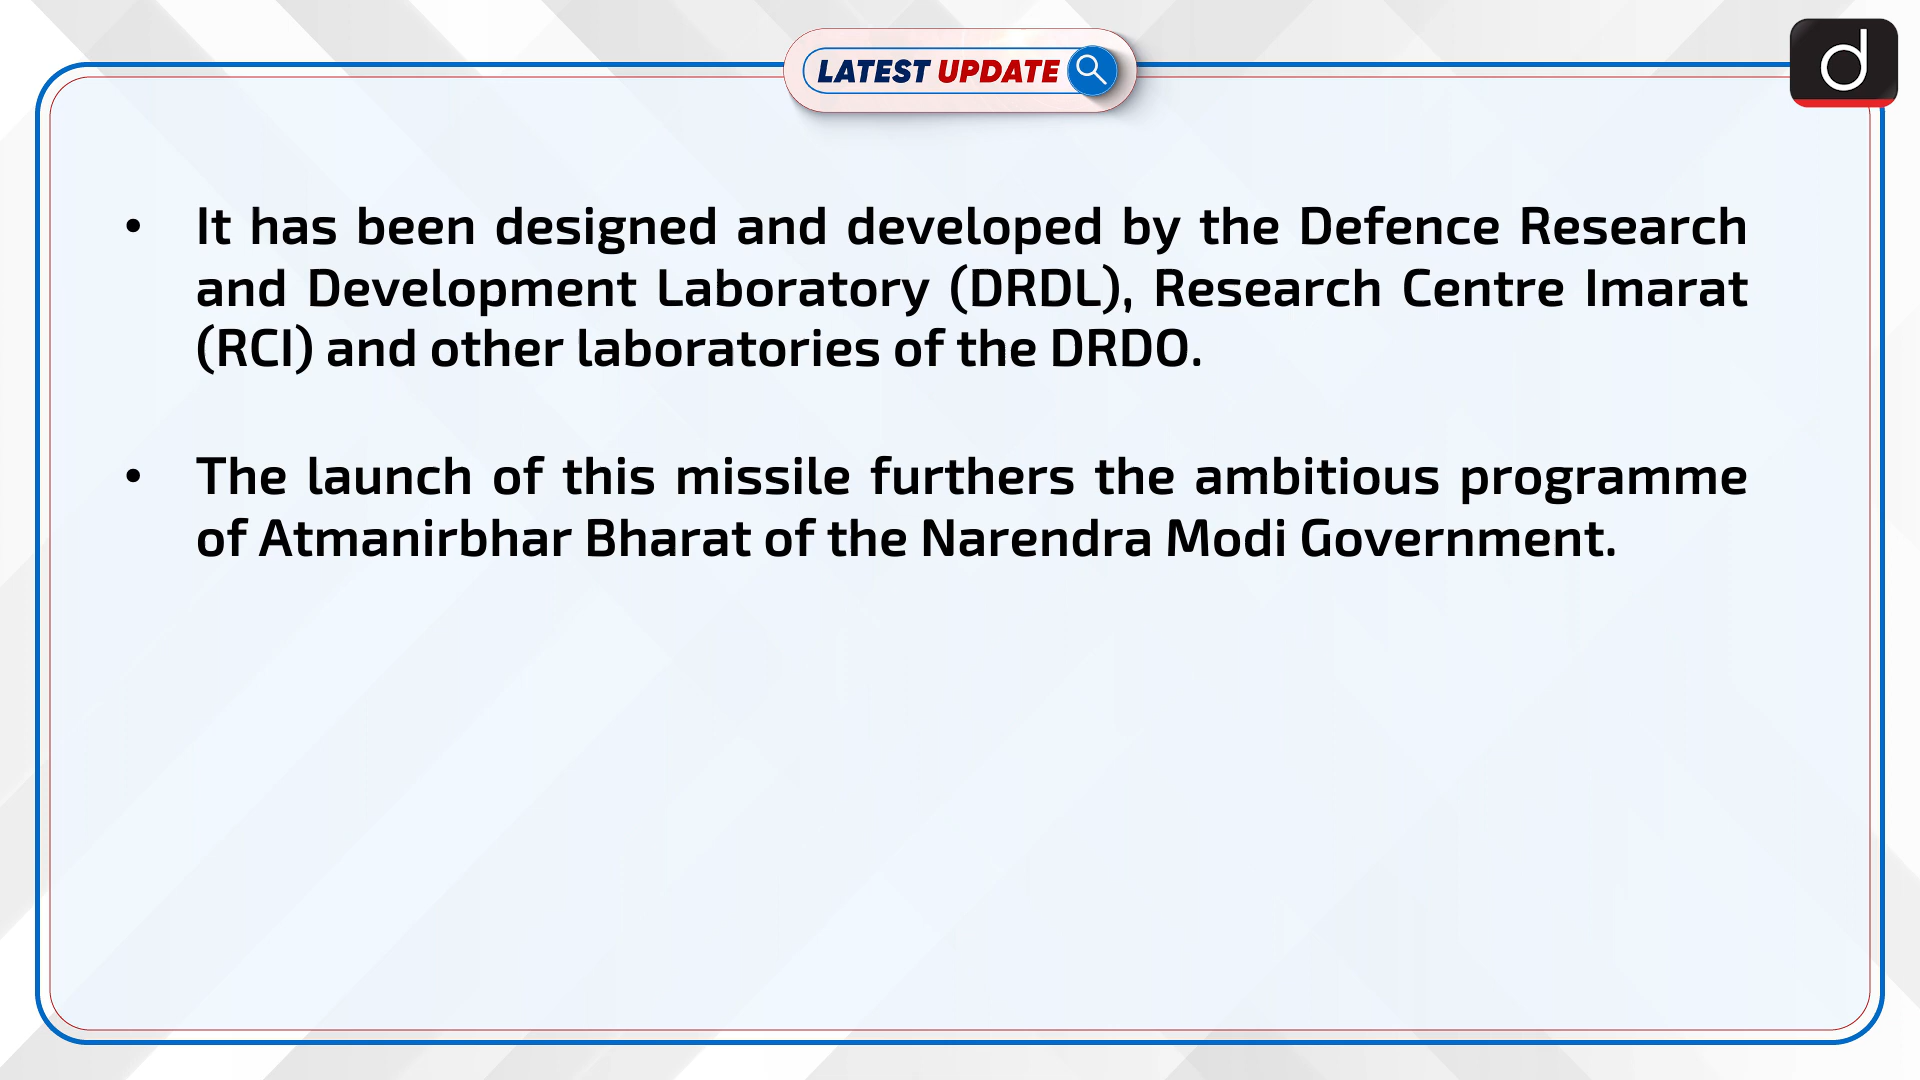 LATEST UPDATE
d
• It has been designed and developed by the Defence Research
and Development Laboratory (DRDL), Research Centre Imarat
(RCI) and other laboratories of the DRDO.
• The launch of this missile furthers the ambitious programme
of Atmanirbhar Bharat of the Narendra Modi Government.